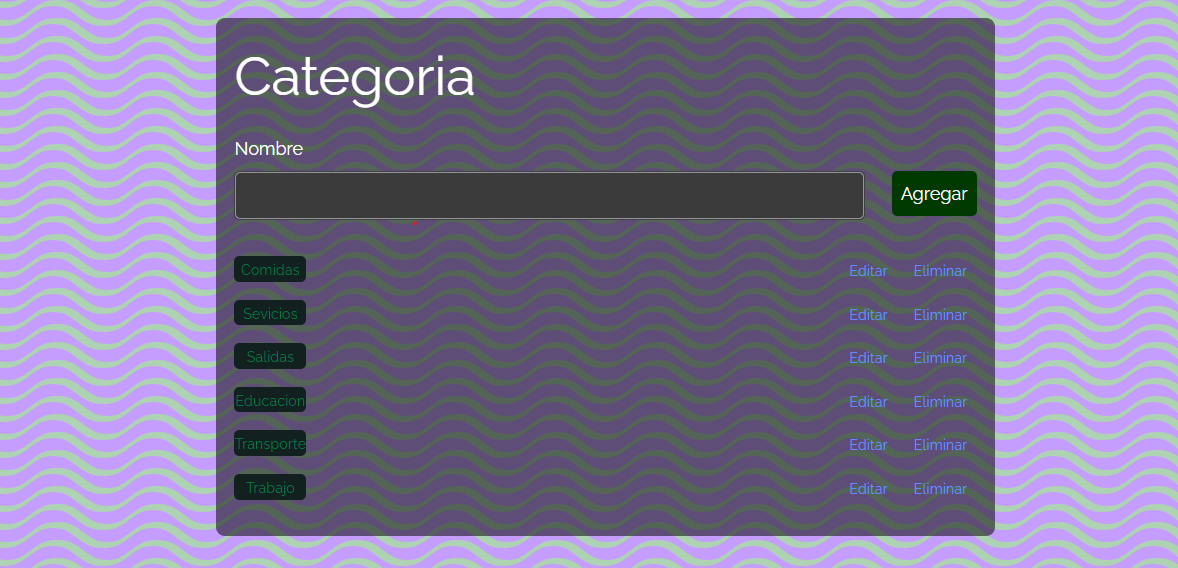 Categoria
Nombre
Agregar
Comidas Editar Eliminar
Sevicios Editar Eliminar
Salidas Editar Eliminar
Educacion Editar Eliminar
Transporte Editar Eliminar
Trabajo Editar Eliminar